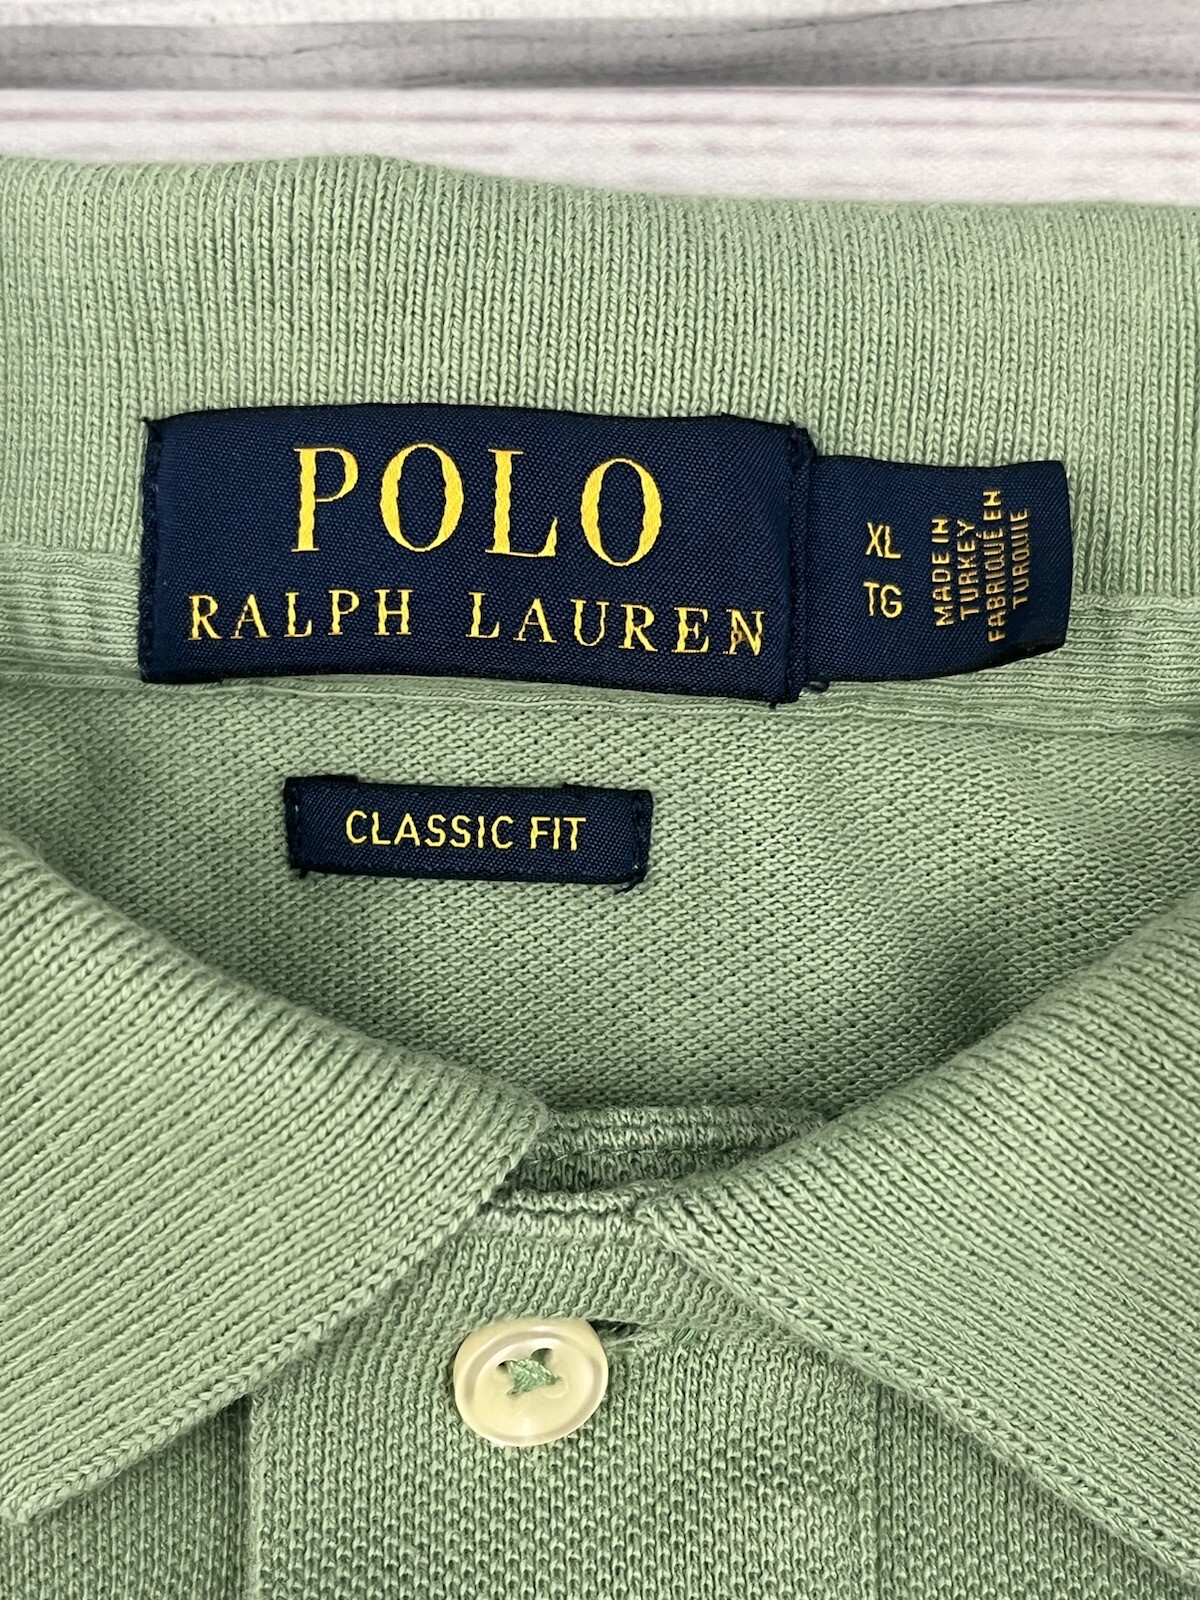 POLO
RALPH LAUREN
XL
TG
MADE IN
TURKEY
FABRIQUÉ EN
TURQUIE
CLASSIC FIT